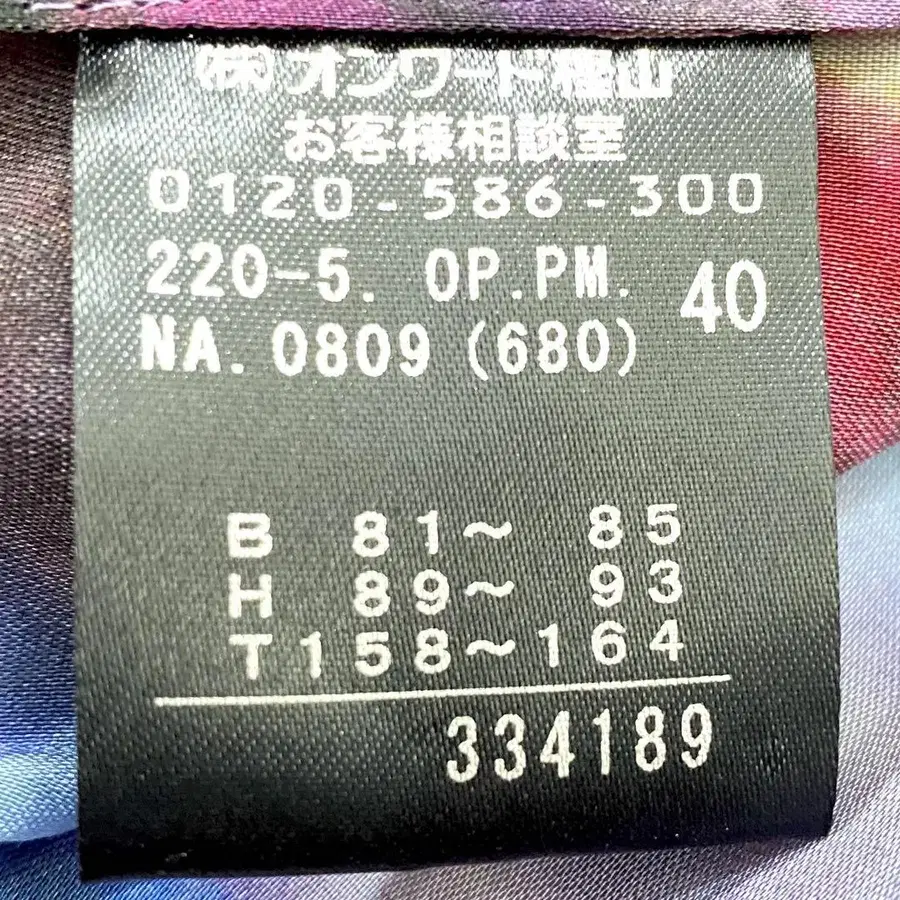 (株)オンワード樫山
お客様相談室
0120-586-300
220-5. OP.PM. 40
NA. 0809 (680)
B 81～ 85
H 89～ 93
T158～164
334189